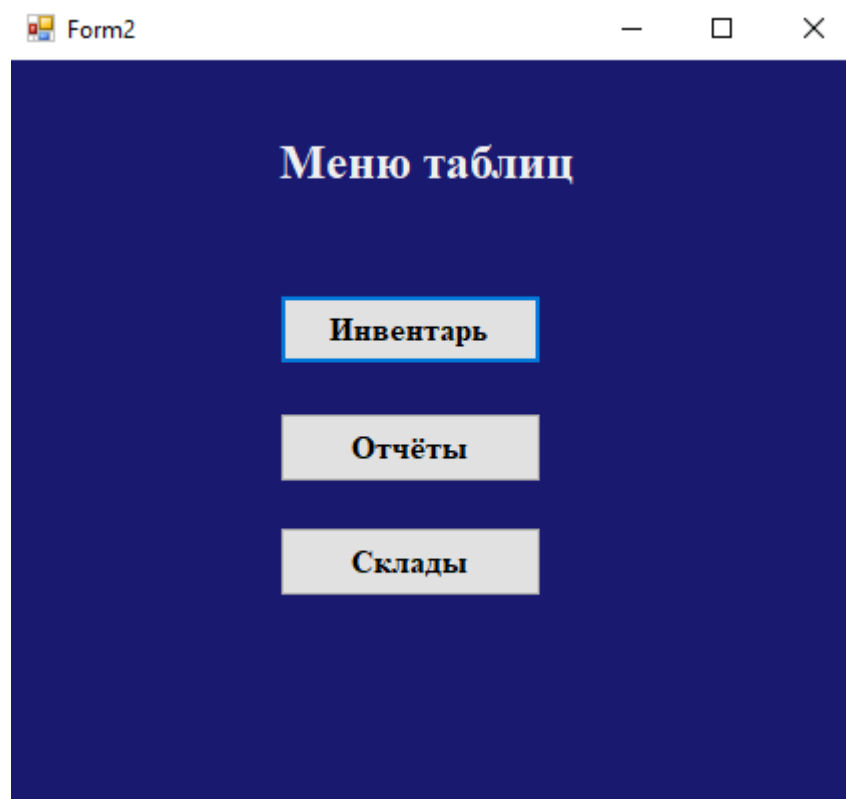 Form2
Меню таблиц
Инвентарь
Отчёты
Склады